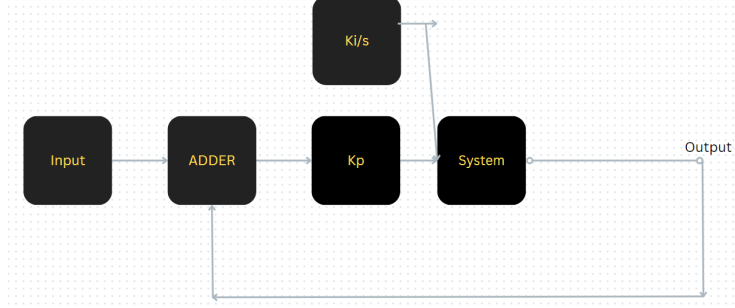 Ki/s
Input
ADDER
Kp
System
Output